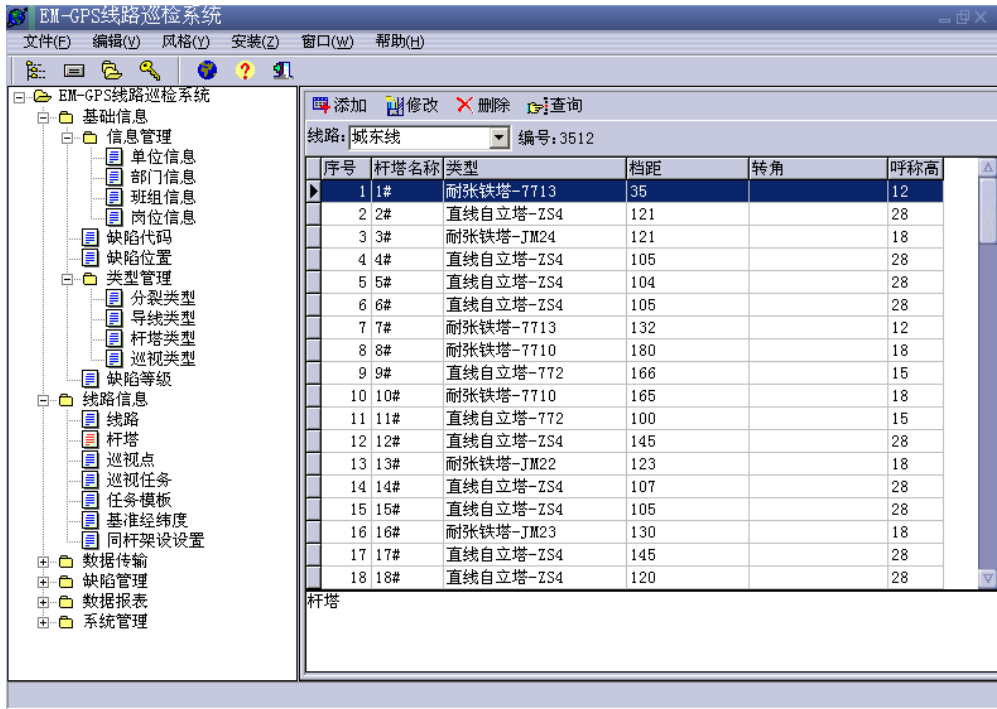 EM-GPS线路巡检系统
文件(F) 编辑(V) 风格(Y) 安装(Z) 窗口(W) 帮助(H)
EM-GPS线路巡检系统
基础信息
信息管理
单位信息
部门信息
班组信息
岗位信息
缺陷代码
缺陷位置
类型管理
分裂类型
导线类型
杆塔类型
巡视类型
缺陷等级
线路信息
线路
杆塔
巡视点
巡视任务
任务模板
基准经纬度
同杆架设设置
数据传输
缺陷管理
数据报表
系统管理
添加 修改 删除 查询
线路: 城东线 编号:3512
序号 杆塔名称 类型 档距 转角 呼称高
1 1# 耐张铁塔-7713 35 12
2 2# 直线自立塔-ZS4 121 28
3 3# 耐张铁塔-JM24 121 18
4 4# 直线自立塔-ZS4 105 28
5 5# 直线自立塔-ZS4 104 28
6 6# 直线自立塔-ZS4 105 28
7 7# 耐张铁塔-7713 132 12
8 8# 耐张铁塔-7710 180 18
9 9# 直线自立塔-772 166 15
10 10# 耐张铁塔-7710 165 18
11 11# 直线自立塔-772 100 15
12 12# 直线自立塔-ZS4 145 28
13 13# 耐张铁塔-JM22 123 18
14 14# 直线自立塔-ZS4 107 28
15 15# 直线自立塔-ZS4 105 28
16 16# 耐张铁塔-JM23 130 18
17 17# 直线自立塔-ZS4 145 28
18 18# 直线自立塔-ZS4 120 28
杆塔